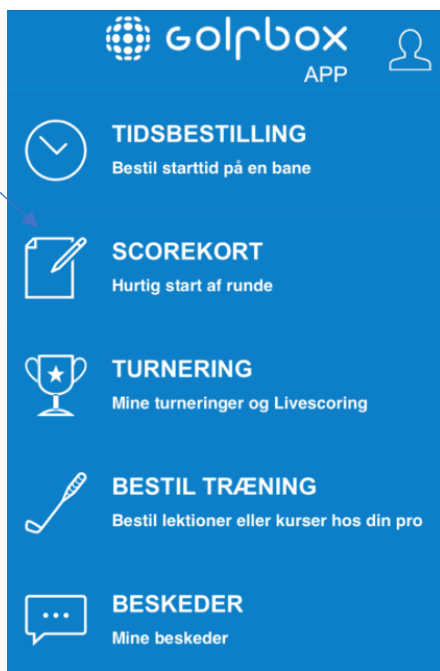 GolfBox
APP
TIDSBESTILLING
Bestil starttid på en bane
SCOREKORT
Hurtig start af runde
TURNERING
Mine turneringer og Livescoring
BESTIL TRÆNING
Bestil lektioner eller kurser hos din pro
BESKEDER
Mine beskeder